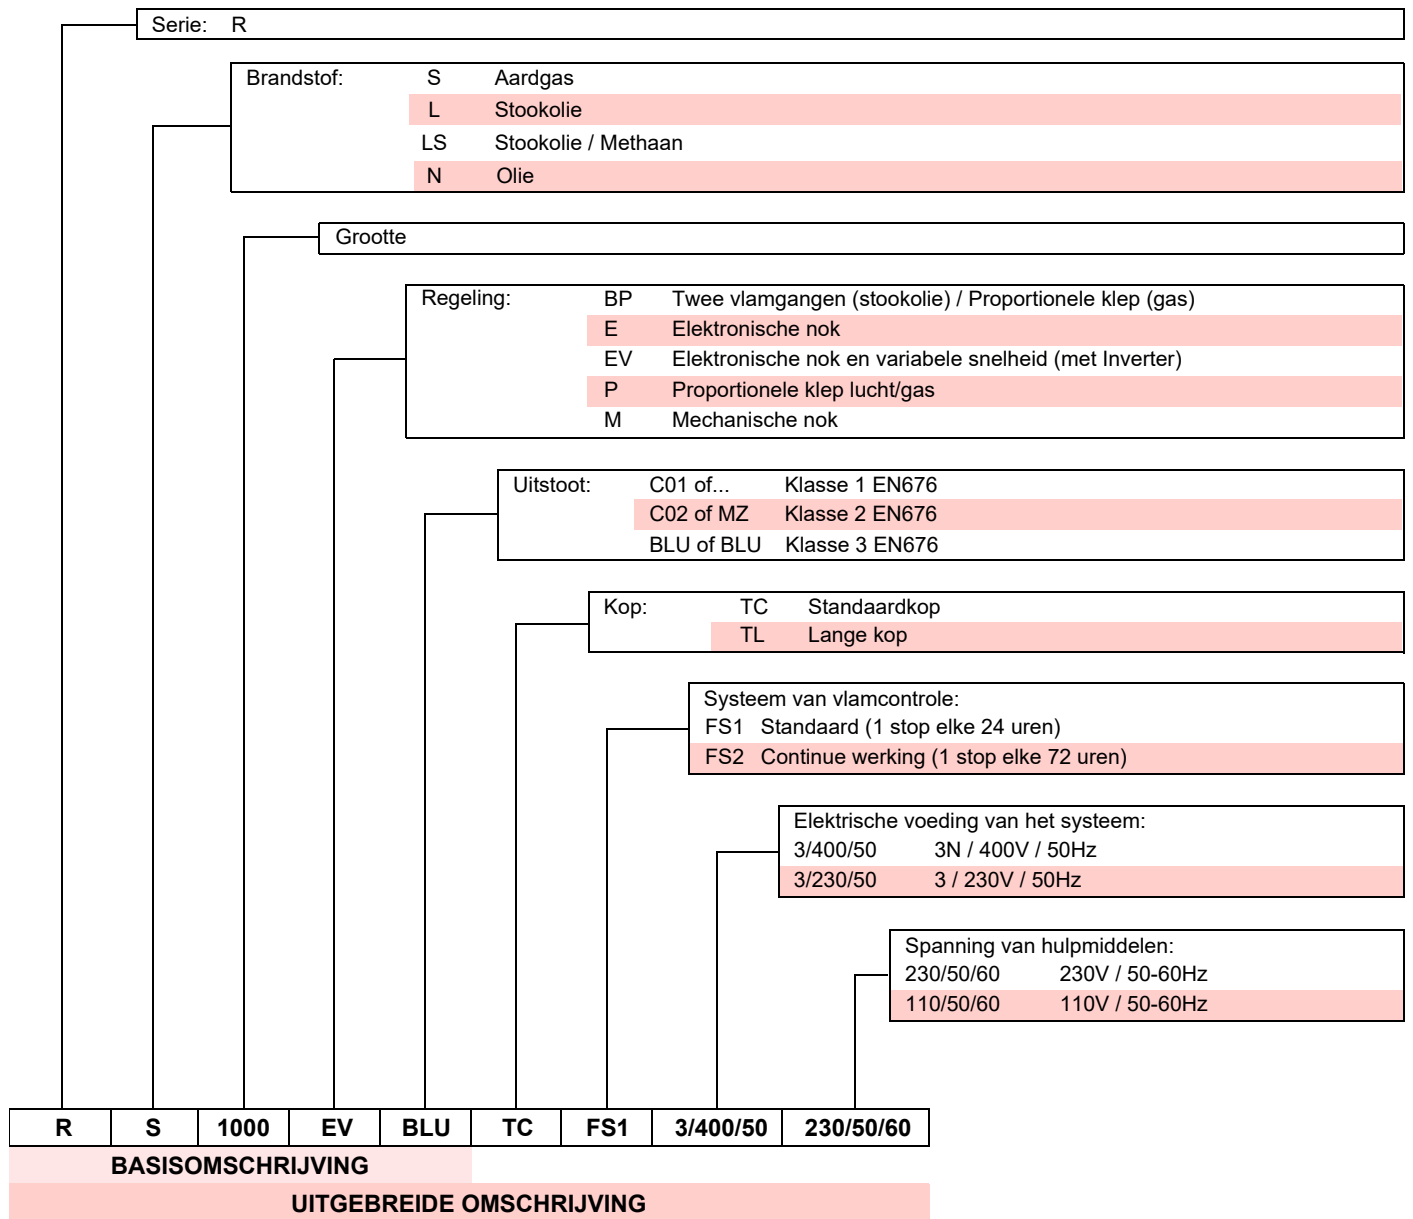 Serie: R
Brandstof: S Aardgas
L Stookolie
LS Stookolie / Methaan
N Olie
Grootte
Regeling: BP Twee vlamgangen (stookolie) / Proportionele klep (gas)
E Elektronische nok
EV Elektronische nok en variabele snelheid (met Inverter)
P Proportionele klep lucht/gas
M Mechanische nok
Uitstoot: C01 of... Klasse 1 EN676
C02 of MZ Klasse 2 EN676
BLU of BLU Klasse 3 EN676
Kop: TC Standaardkop
TL Lange kop
Systeem van vlamcontrole:
FS1 Standaard (1 stop elke 24 uren)
FS2 Continue werking (1 stop elke 72 uren)
Elektrische voeding van het systeem:
3/400/50 3N / 400V / 50Hz
3/230/50 3 / 230V / 50Hz
Spanning van hulpmiddelen:
230/50/60 230V / 50-60Hz
110/50/60 110V / 50-60Hz
R S 1000 EV BLU TC FS1 3/400/50 230/50/60
BASISOMSCHRIJVING
UITGEBREIDE OMSCHRIJVING